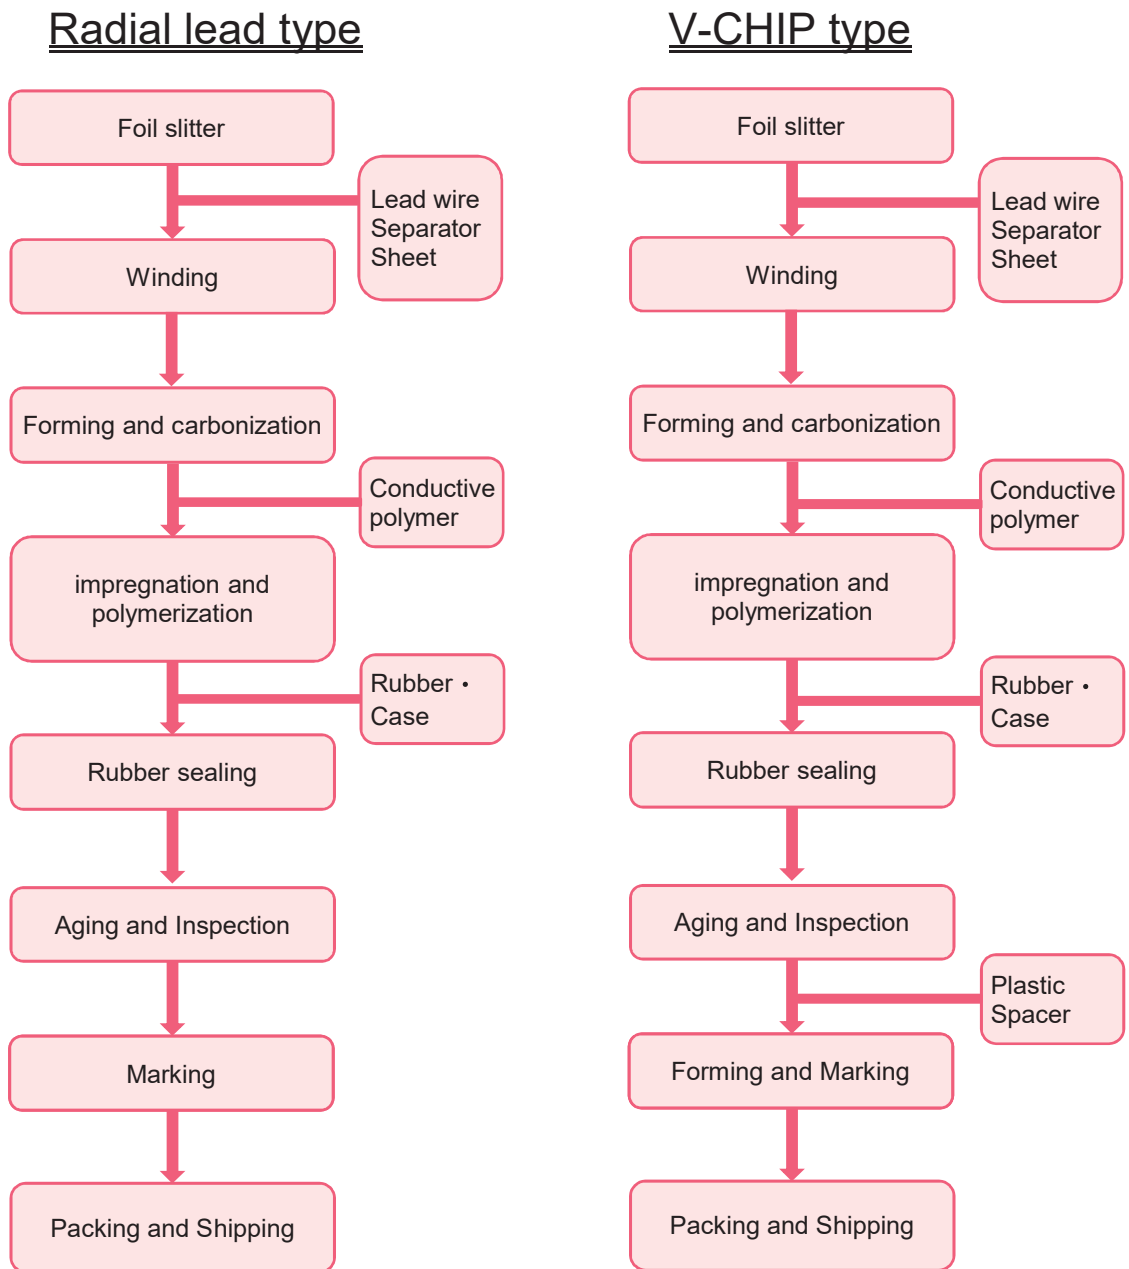 Radial lead type
Foil slitter
Lead wire
Separator
Sheet
Winding
Forming and carbonization
Conductive
polymer
impregnation and
polymerization
Rubber・
Case
Rubber sealing
Aging and Inspection
Marking
Packing and Shipping
V-CHIP type
Foil slitter
Lead wire
Separator
Sheet
Winding
Forming and carbonization
Conductive
polymer
impregnation and
polymerization
Rubber・
Case
Rubber sealing
Aging and Inspection
Plastic
Spacer
Forming and Marking
Packing and Shipping